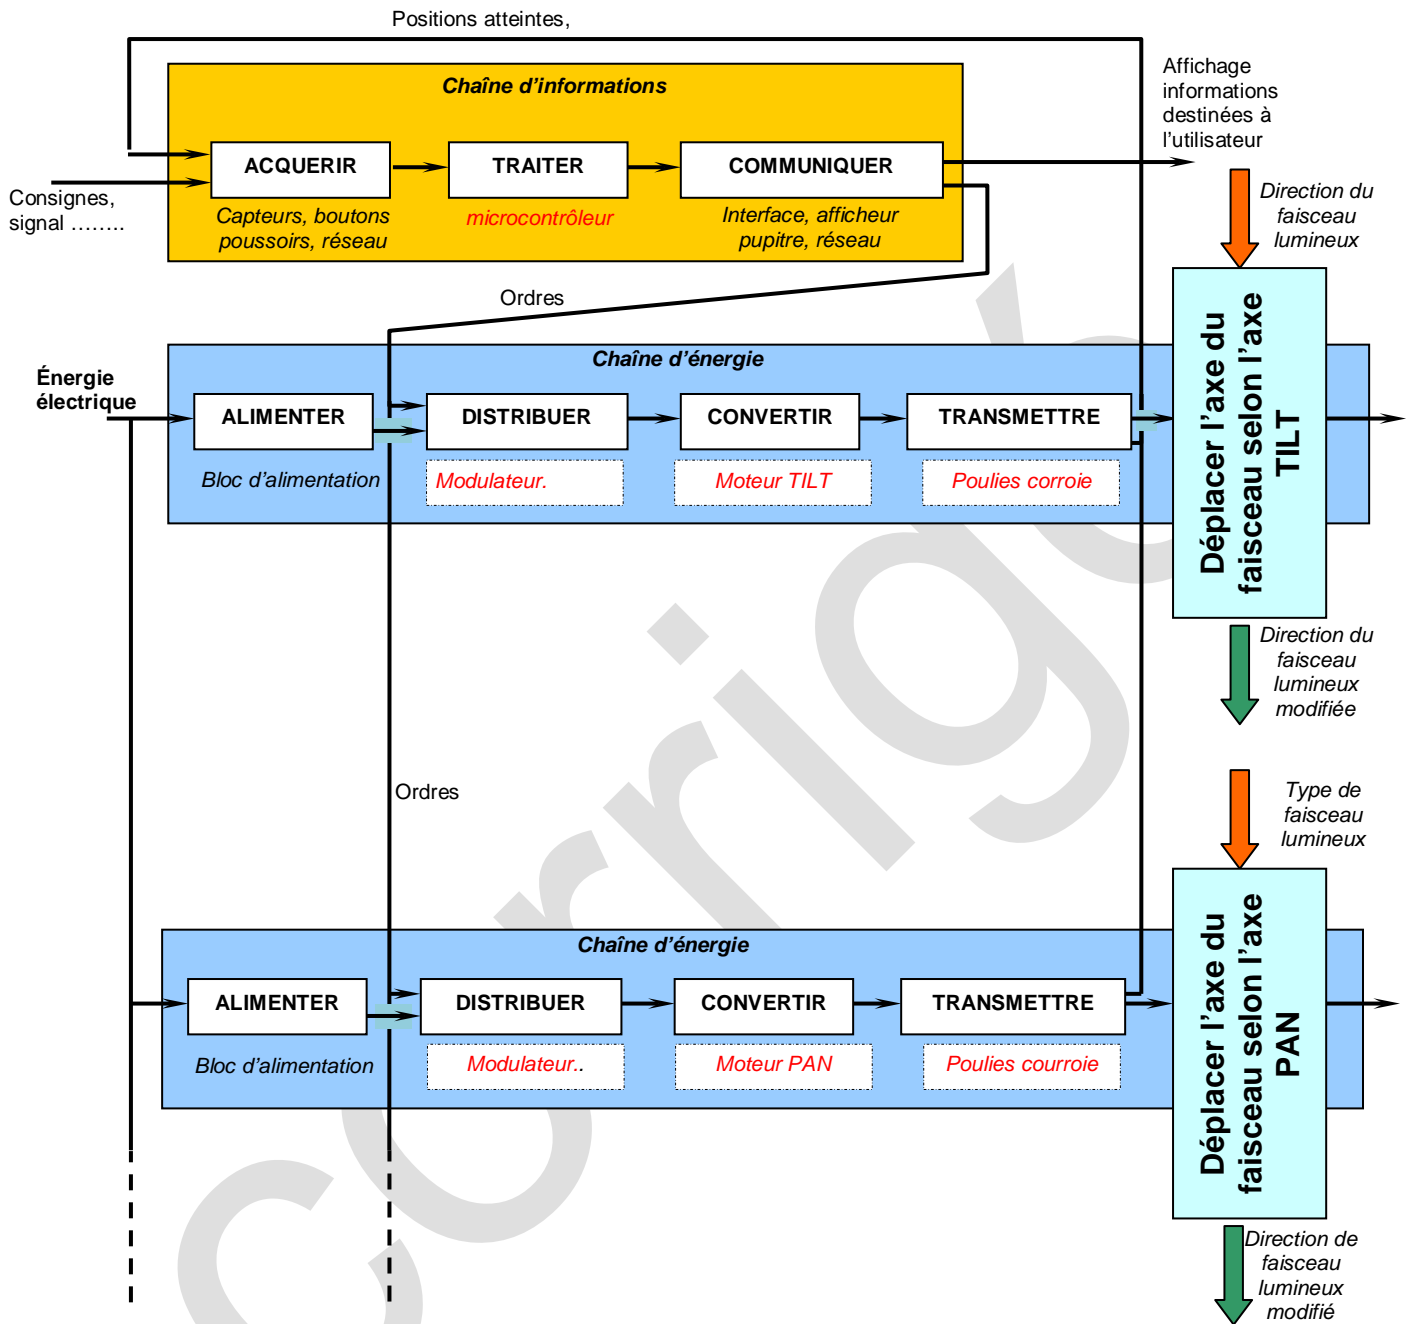 Positions atteintes,
Chaîne d'informations
Affichage
informations
destinées à
l'utilisateur
ACQUERIR
TRAITER
COMMUNIQUER
Consignes,
signal ........
Capteurs, boutons
poussoirs, réseau
microcontrôleur
Interface, afficheur
pupitre, réseau
Direction du
faisceau
lumineux
Ordres
Chaîne d'énergie
Énergie
électrique
ALIMENTER
DISTRIBUER
CONVERTIR
TRANSMETTRE
Bloc d'alimentation
Modulateur.
Moteur TILT
Poulies corroie
Déplacer l'axe du
faisceau selon l'axe
TILT
Direction du
faisceau
lumineux
modifiée
Ordres
Type de
faisceau
lumineux
Chaîne d'énergie
ALIMENTER
DISTRIBUER
CONVERTIR
TRANSMETTRE
Bloc d'alimentation
Modulateur..
Moteur PAN
Poulies courroie
Déplacer l'axe du
faisceau selon l'axe
PAN
Direction de
faisceau
lumineux
modifié
corrigé